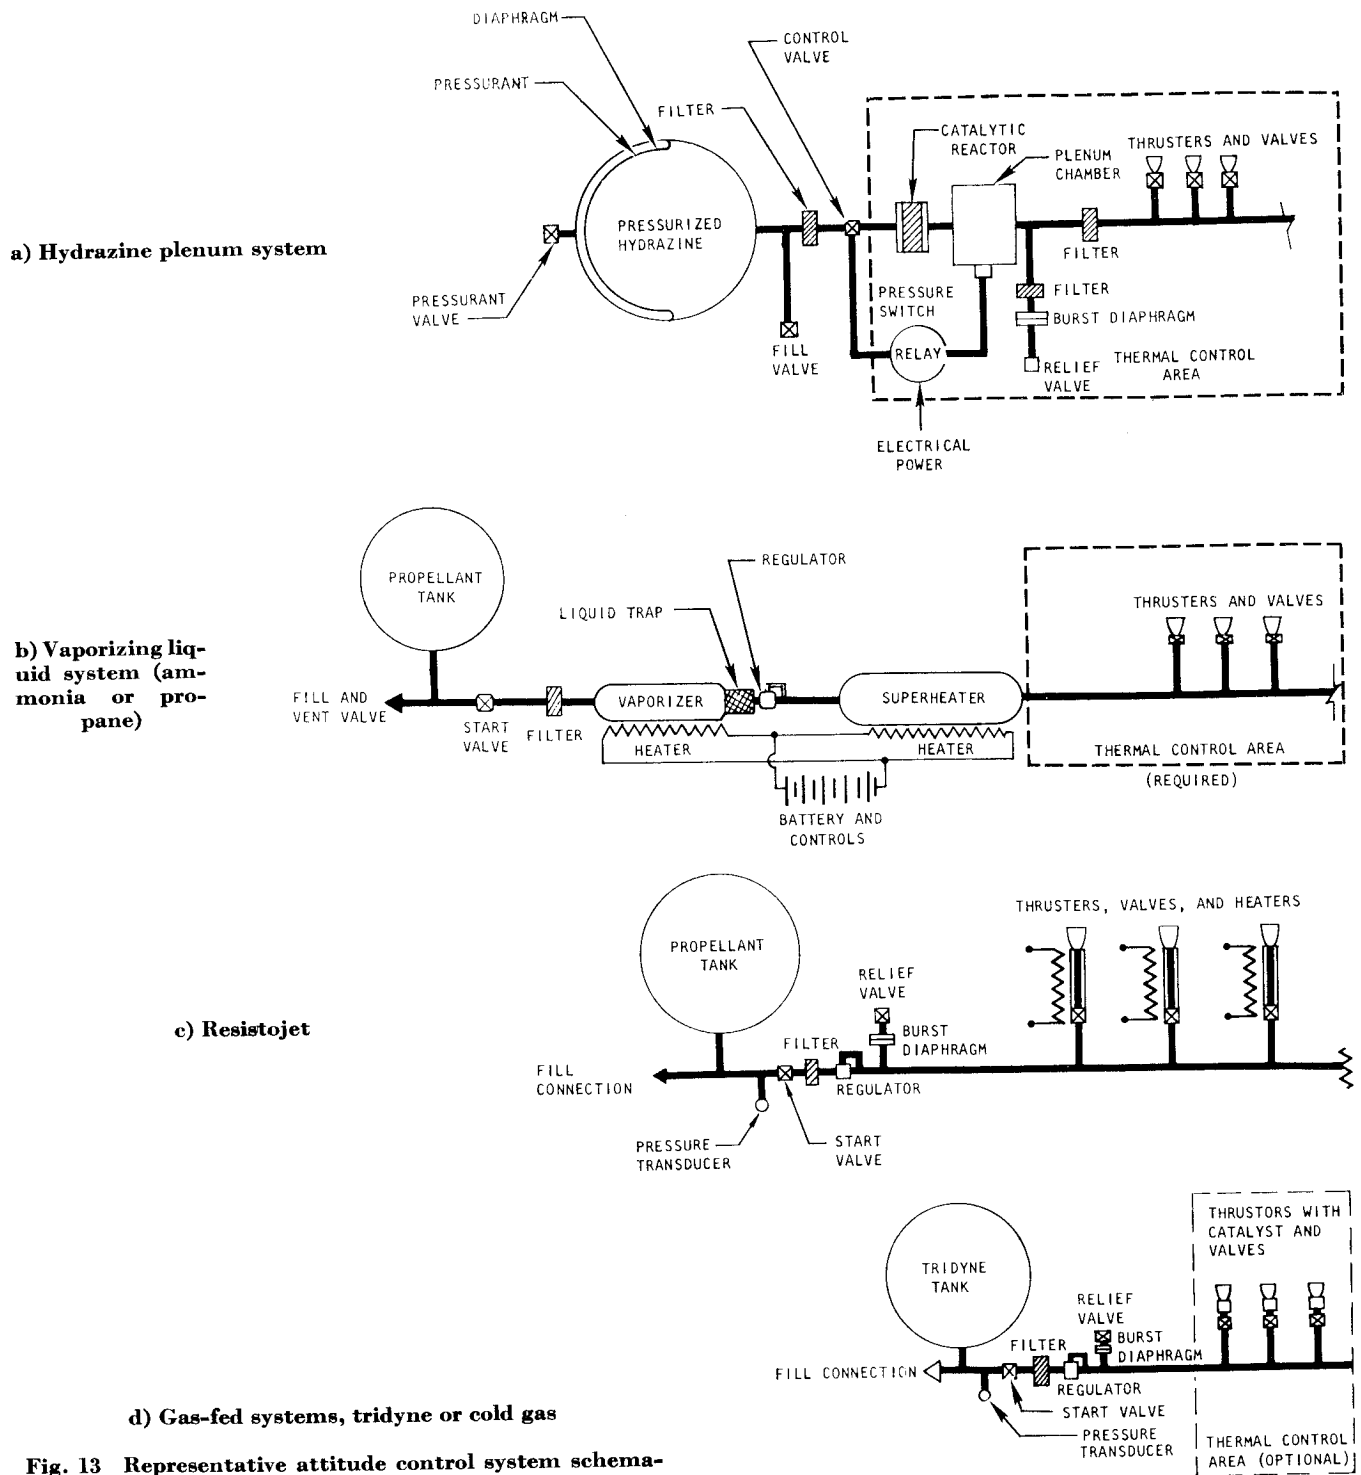 DIAPHRAGM
PRESSURANT
FILTER
CONTROL
VALVE
CATALYTIC
REACTOR
PLENUM
CHAMBER
THRUSTERS AND VALVES
a) Hydrazine plenum system
PRESSURIZED
HYDRAZINE
PRESSURANT
VALVE
FILL
VALVE
PRESSURE
SWITCH
RELAY
FILTER
FILTER
BURST DIAPHRAGM
RELIEF
VALVE
THERMAL CONTROL
AREA
ELECTRICAL
POWER
b) Vaporizing liq-
uid system (am-
monia or pro-
pane)
PROPELLANT
TANK
LIQUID TRAP
REGULATOR
THRUSTERS AND VALVES
FILL AND
VENT VALVE
START
VALVE
FILTER
VAPORIZER
SUPERHEATER
HEATER
HEATER
BATTERY AND
CONTROLS
THERMAL CONTROL AREA
(REQUIRED)
c) Resistojet
PROPELLANT
TANK
THRUSTERS, VALVES, AND HEATERS
RELIEF
VALVE
BURST
DIAPHRAGM
FILTER
FILL
CONNECTION
REGULATOR
PRESSURE
TRANSDUCER
START
VALVE
TRIDYNE
TANK
THRUSTORS WITH
CATALYST AND
VALVES
RELIEF
VALVE
BURST
DIAPHRAGM
FILTER
FILL CONNECTION
REGULATOR
START VALVE
PRESSURE
TRANSDUCER
THERMAL CONTROL
AREA (OPTIONAL)
d) Gas-fed systems, tridyne or cold gas
Fig. 13 Representative attitude control system schema-